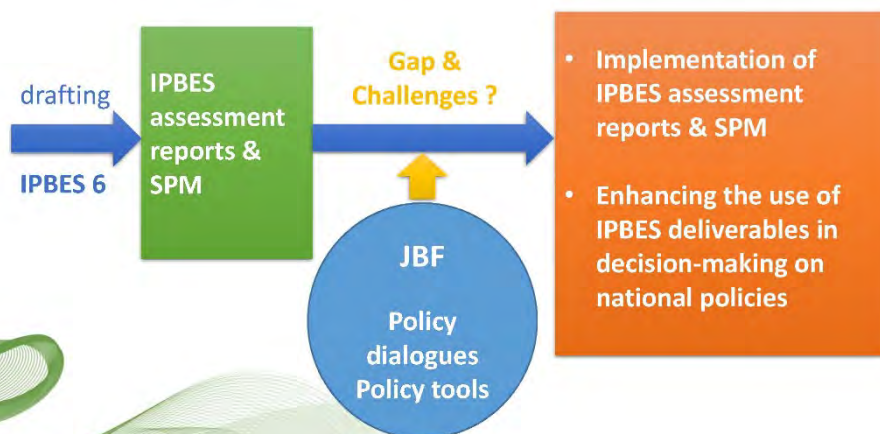 drafting
IPBES 6
IPBES
assessment
reports &
SPM
Gap &
Challenges ?
JBF
Policy
dialogues
Policy tools
• Implementation of
IPBES assessment
reports & SPM
• Enhancing the use of
IPBES deliverables in
decision-making on
national policies